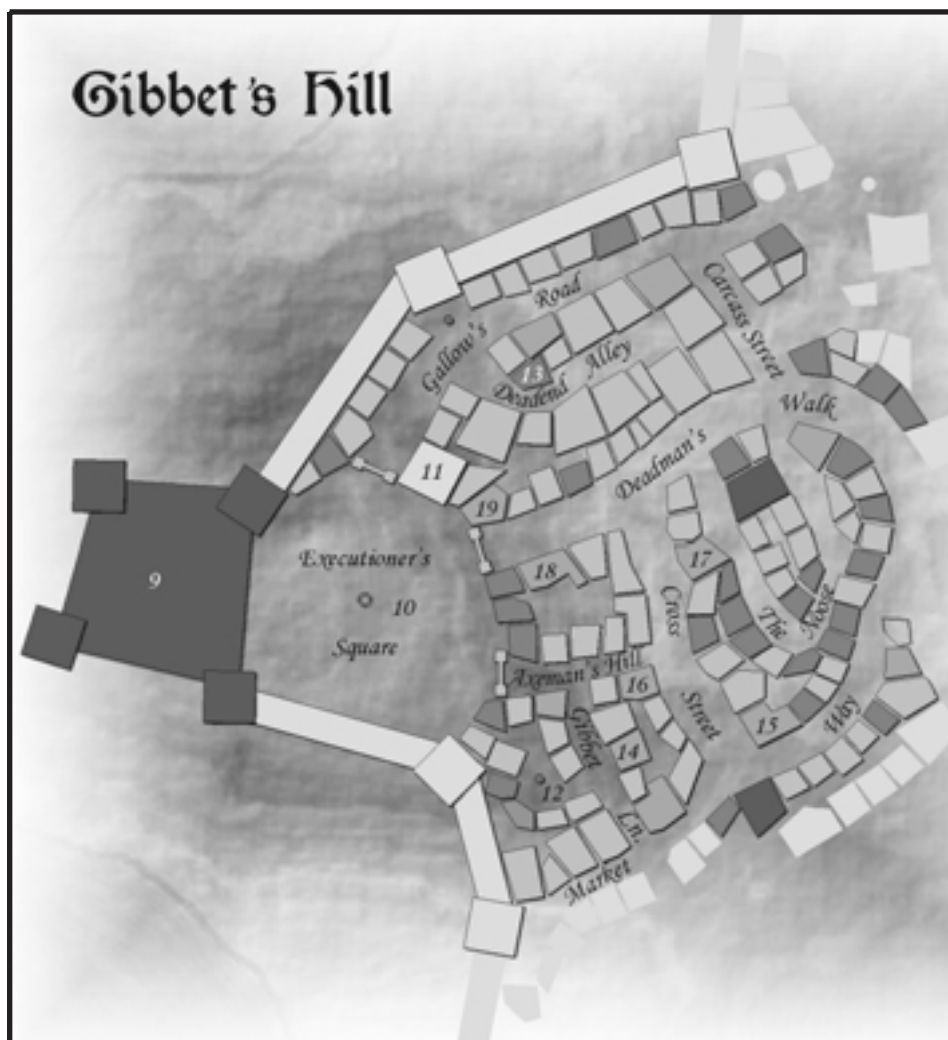 Gibbet's Hill
Gallow's Road
Carcass Street
Deadend Alley
13
Deadman's Walk
11
19
Executioner's
10
Square
9
18
17
Cross Street
The Noose
Axeman's Hill
16
Gibbet Ln.
14
15
12
Market Way